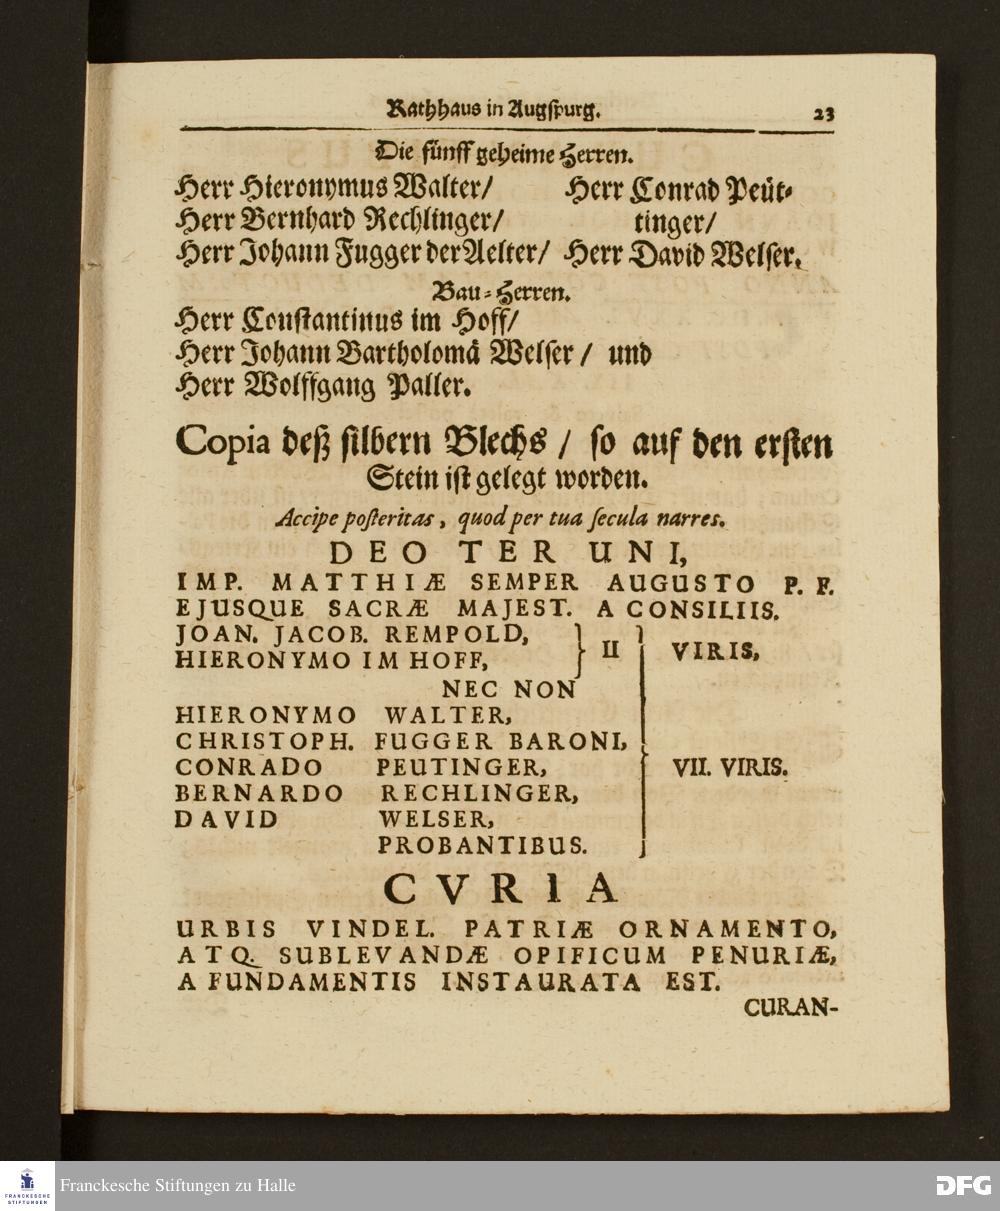 Rathhaus in Augspurg. 23
Die fünff geheime Herren.
Herr Hieronymus Walter/ Herr Conrad Peüt-
Herr Bernhard Rechlinger/ tinger/
Herr Johann Fugger der Aelter/ Herr David Welser.
Bau-Herren.
Herr Constantinus im Hoff/
Herr Johann Bartholomä Welser / und
Herr Wolffgang Paller.
Copia deß silbern Blechs / so auf den ersten
Stein ist gelegt worden.
Accipe posteritas, quod per tua secula narres.
DEO TER UNI,
IMP. MATTHIÆ SEMPER AUGUSTO P. F.
EJUSQUE SACRÆ MAJEST. A CONSILIIS.
JOAN. JACOB. REMPOLD,
HIERONYMO IM HOFF, } II VIRIS,
NEC NON
HIERONYMO WALTER,
CHRISTOPH. FUGGER BARONI,
CONRADO PEUTINGER, VII. VIRIS.
BERNARDO RECHLINGER,
DAVID WELSER,
PROBANTIBUS.
CVRIA
URBIS VINDEL. PATRIÆ ORNAMENTO,
ATQ. SUBLEVANDÆ OPIFICUM PENURIÆ,
A FUNDAMENTIS INSTAURATA EST.
CURAN-
FRANCKESCHE STIFTUNGEN
Franckesche Stiftungen zu Halle
DFG